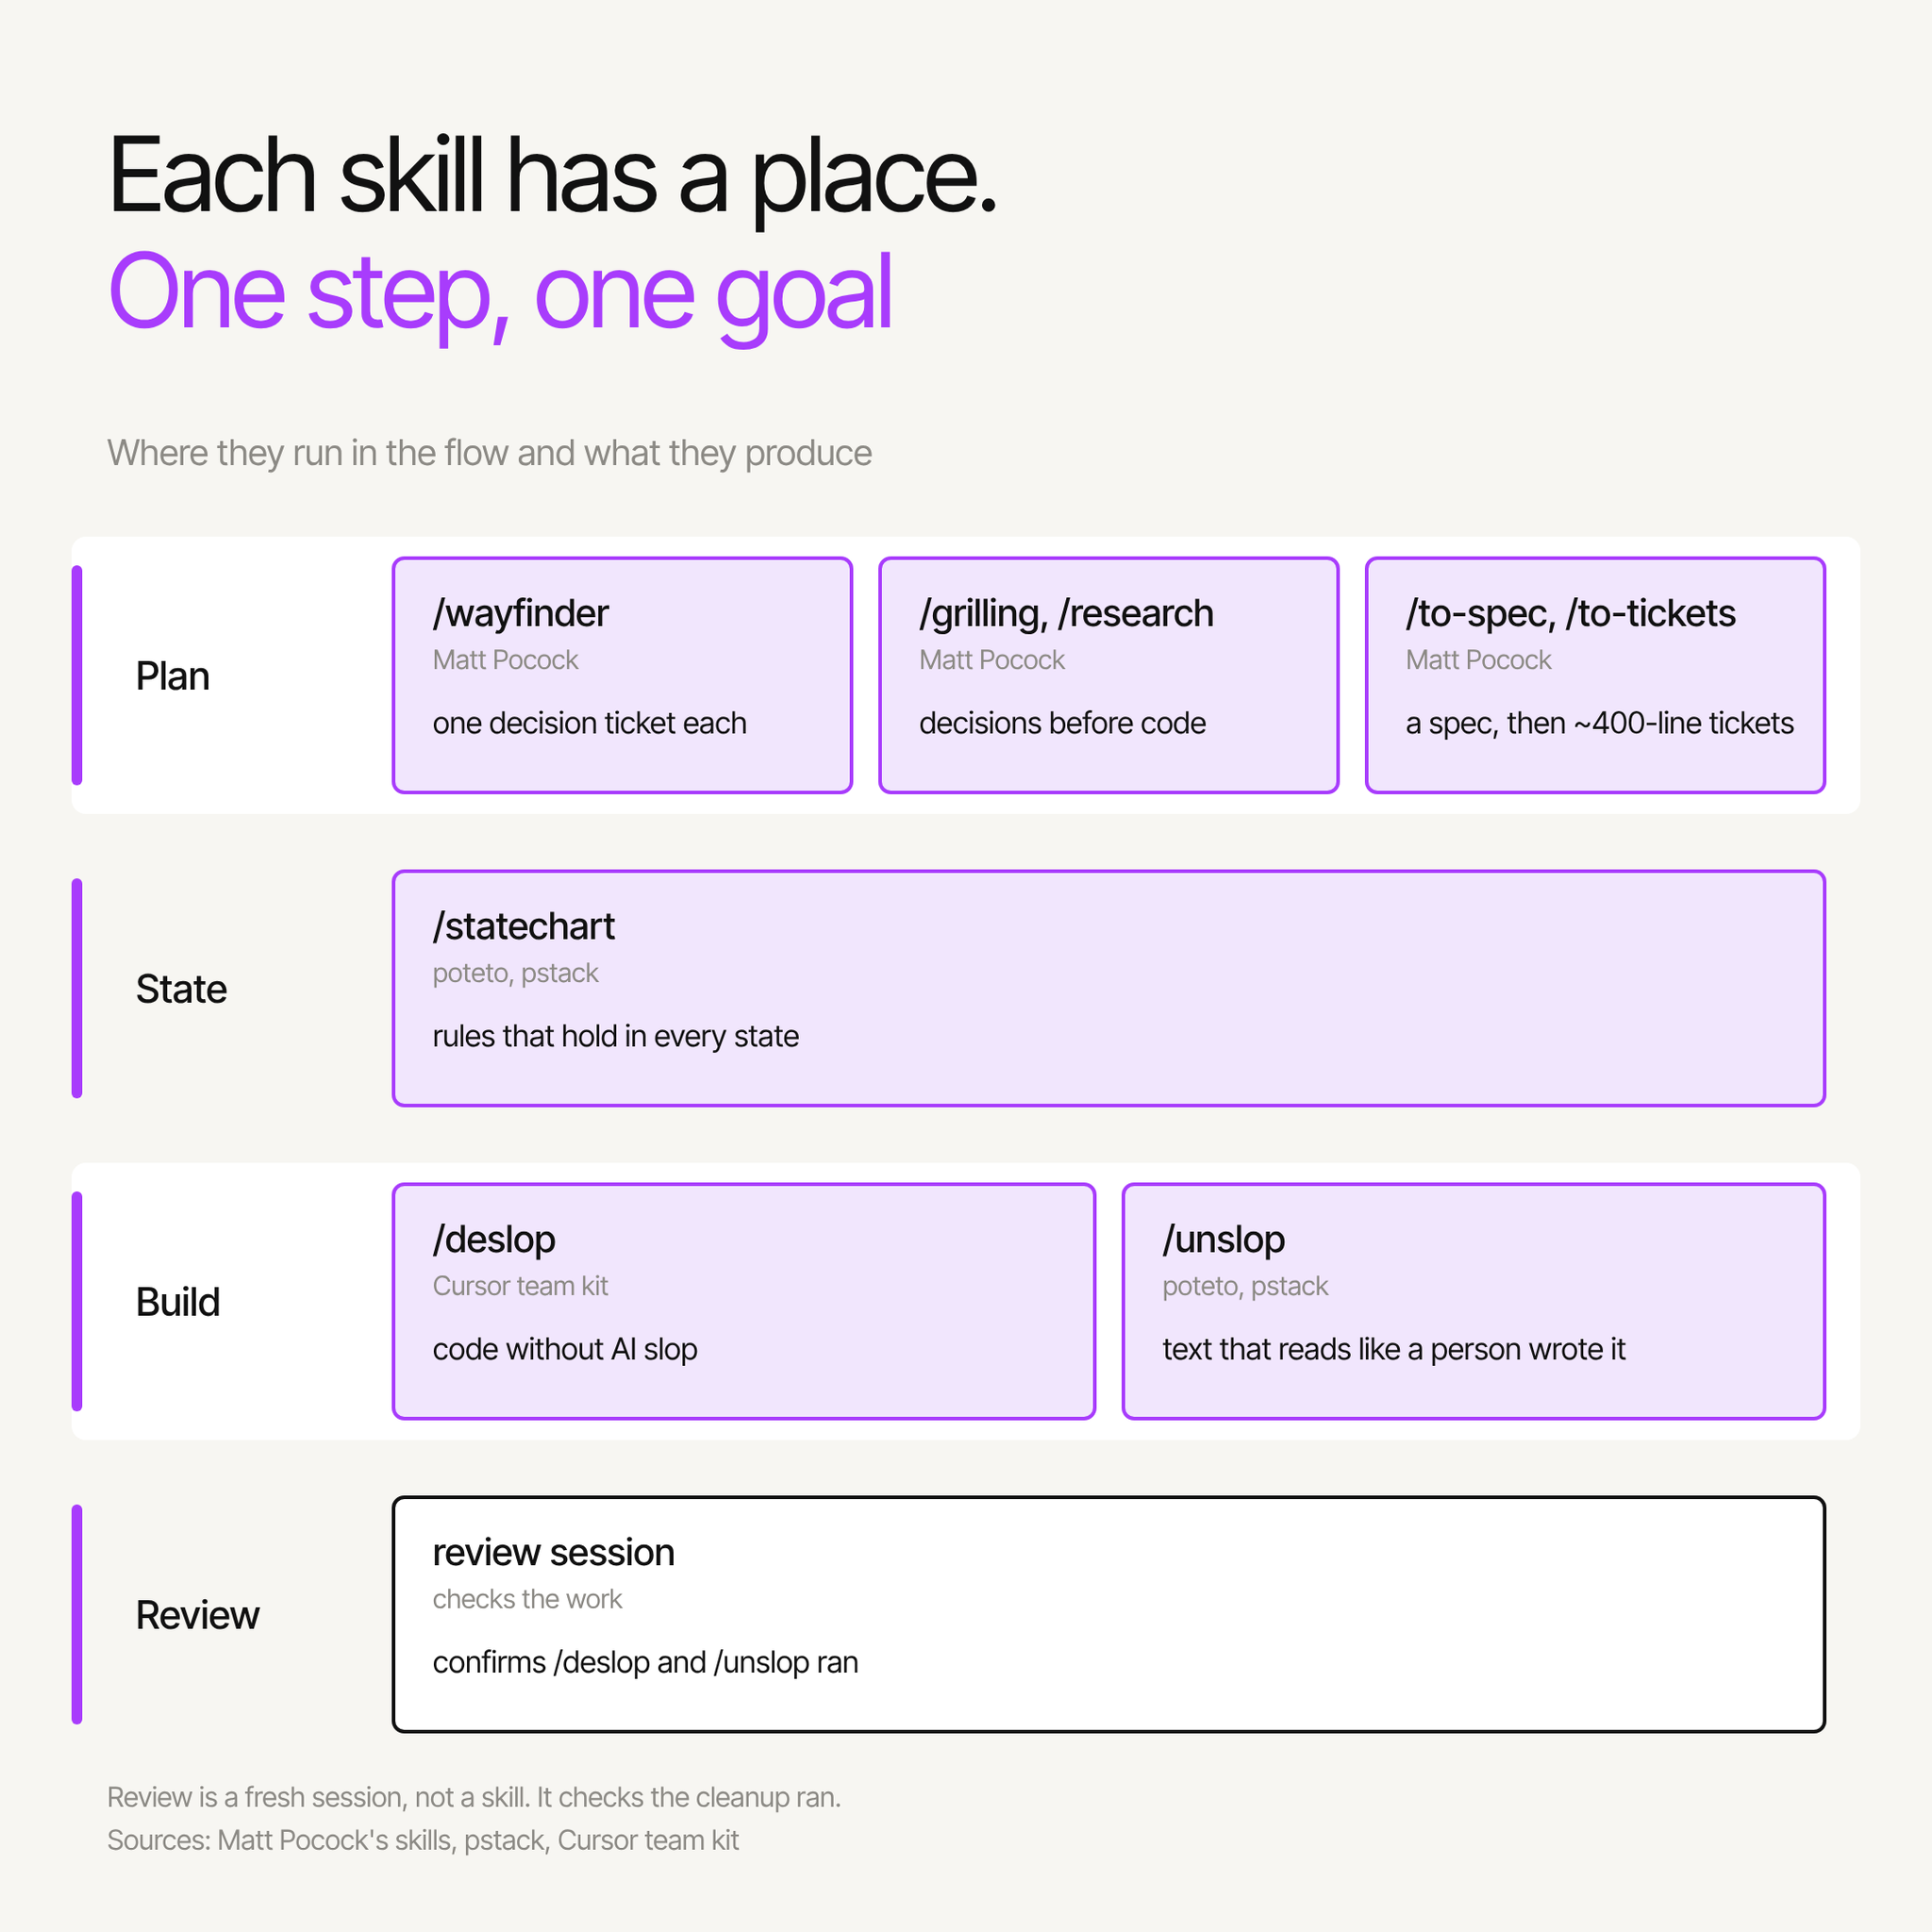 Each skill has a place.
One step, one goal
Where they run in the flow and what they produce
Plan
/wayfinder
Matt Pocock
one decision ticket each
/grilling, /research
Matt Pocock
decisions before code
/to-spec, /to-tickets
Matt Pocock
a spec, then ~400-line tickets
State
/statechart
poteto, pstack
rules that hold in every state
Build
/deslop
Cursor team kit
code without AI slop
/unslop
poteto, pstack
text that reads like a person wrote it
Review
review session
checks the work
confirms /deslop and /unslop ran
Review is a fresh session, not a skill. It checks the cleanup ran.
Sources: Matt Pocock's skills, pstack, Cursor team kit